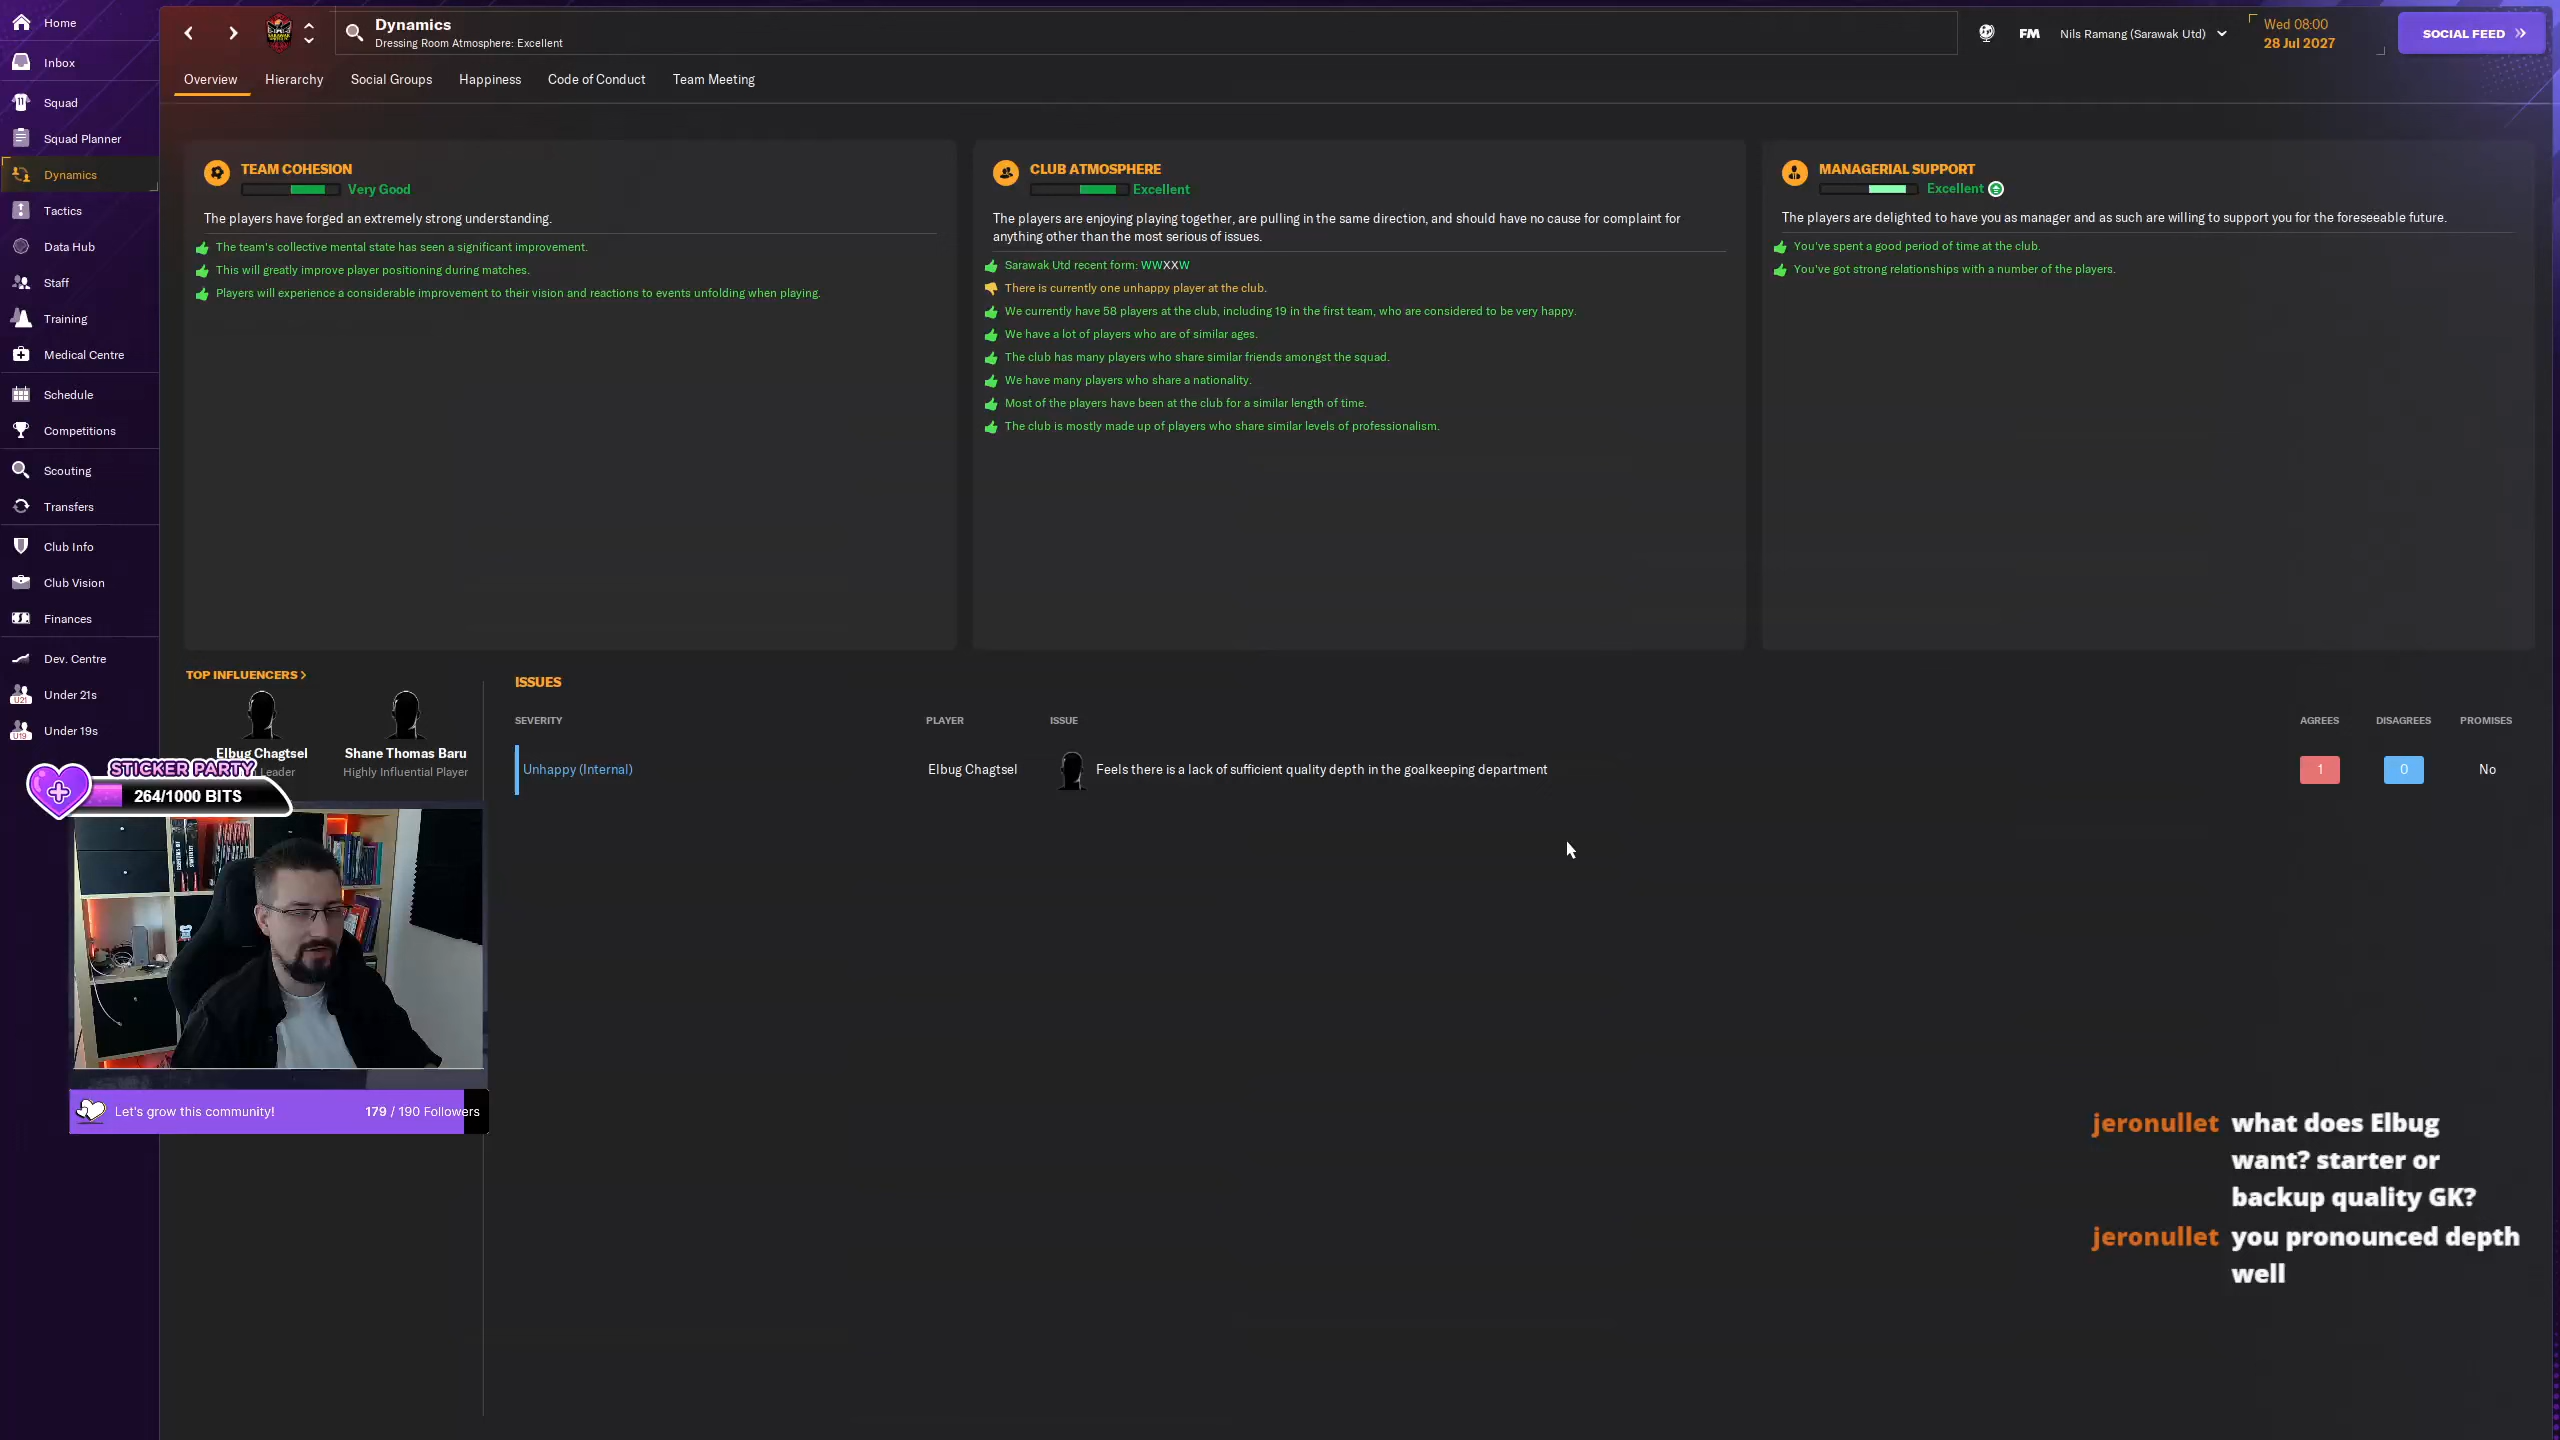 Home
Inbox
Squad
Squad Planner
Dynamics
Tactics
Data Hub
Staff
Training
Medical Centre
Schedule
Competitions
Scouting
Transfers
Club Info
Club Vision
Finances
Dev. Centre
Under 21s
Under 19s
Dynamics
Dressing Room Atmosphere: Excellent
FM
Nils Ramang (Sarawak Utd)
Wed 08:00
28 Jul 2027
SOCIAL FEED
Overview
Hierarchy
Social Groups
Happiness
Code of Conduct
Team Meeting
TEAM COHESION
Very Good
The players have forged an extremely strong understanding.
The team's collective mental state has seen a significant improvement.
This will greatly improve player positioning during matches.
Players will experience a considerable improvement to their vision and reactions to events unfolding when playing.
CLUB ATMOSPHERE
Excellent
The players are enjoying playing together, are pulling in the same direction, and should have no cause for complaint for
anything other than the most serious of issues.
Sarawak Utd recent form: WWXXW
There is currently one unhappy player at the club.
We currently have 58 players at the club, including 19 in the first team, who are considered to be very happy.
We have a lot of players who are of similar ages.
The club has many players who share similar friends amongst the squad.
We have many players who share a nationality.
Most of the players have been at the club for a similar length of time.
The club is mostly made up of players who share similar levels of professionalism.
MANAGERIAL SUPPORT
Excellent
The players are delighted to have you as manager and as such are willing to support you for the foreseeable future.
You've spent a good period of time at the club.
You've got strong relationships with a number of the players.
TOP INFLUENCERS
Elbug Chagtsel
Leader
Shane Thomas Baru
Highly Influential Player
ISSUES
SEVERITY PLAYER ISSUE AGREES DISAGREES PROMISES
Unhappy (Internal) Elbug Chagtsel Feels there is a lack of sufficient quality depth in the goalkeeping department 1 0 No
STICKER PARTY
264/1000 BITS
Let's grow this community! 179 / 190 Followers
jeronullet what does Elbug
want? starter or
backup quality GK?
jeronullet you pronounced depth
well